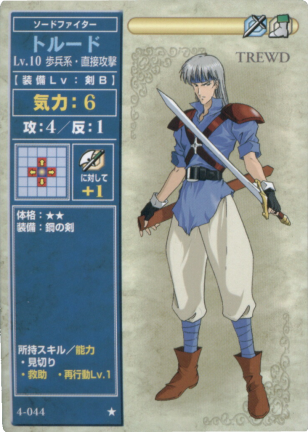 ソードファイター
トルード
Lv.10 歩兵系・直接攻撃
【装備Lv：剣B】
気力：6
攻：4／反：1
に対して
+1
体格：★★
装備：鋼の剣
所持スキル／能力
・見切り
・救助 ・再行動Lv.1
4-044 ★
TREWD